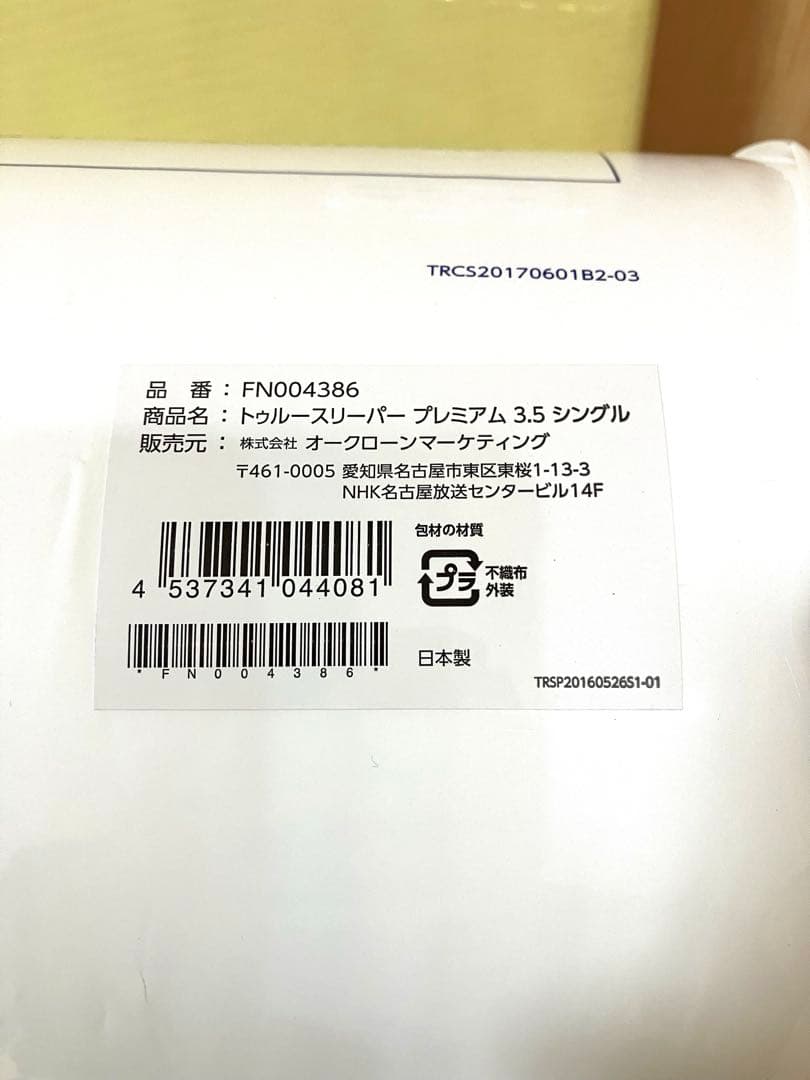 TRCS20170601B2-03
品 番 : FN004386
商品名 : トゥルースリーパー プレミアム 3.5 シングル
販売元 : 株式会社 オークローンマーケティング
〒461-0005 愛知県名古屋市東区東桜1-13-3
NHK名古屋放送センタービル14F
包材の材質
プラ
不織布
外装
4 537341 044081
*FN004386*
日本製
TRSP20160526S1-01